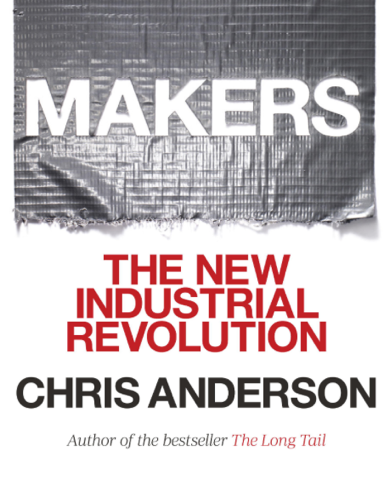 MAKERS
THE NEW
INDUSTRIAL
REVOLUTION
CHRIS ANDERSON
Author of the bestseller The Long Tail